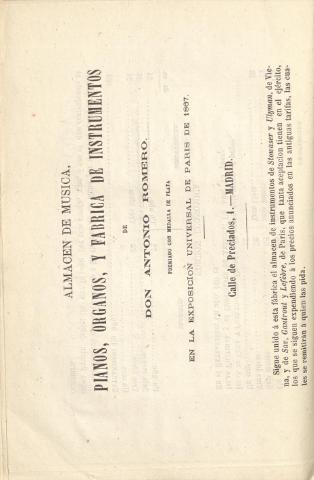 ALMACEN DE MUSICA,
PIANOS, ORGANOS, Y FABRICA DE INSTRUMENTOS
DE
DON ANTONIO ROMERO.
PREMIADO CON MEDALLA DE PLATA
EN LA EXPOSICION UNIVERSAL DE PARIS DE 1867.
Calle de Preciados, 1.—MADRID.
Sigue unido á esta fábrica el almacen de instrumentos de Stowaser y Uhlman, de Vie-
na, y de Sax, Gautrout y Lefebre, de Paris, que tanta aceptacion tienen en el ejército,
los que se siguen expendiendo á los precios anunciados en las antiguas tarifas, las cua-
les se remitirán á quien las pida.